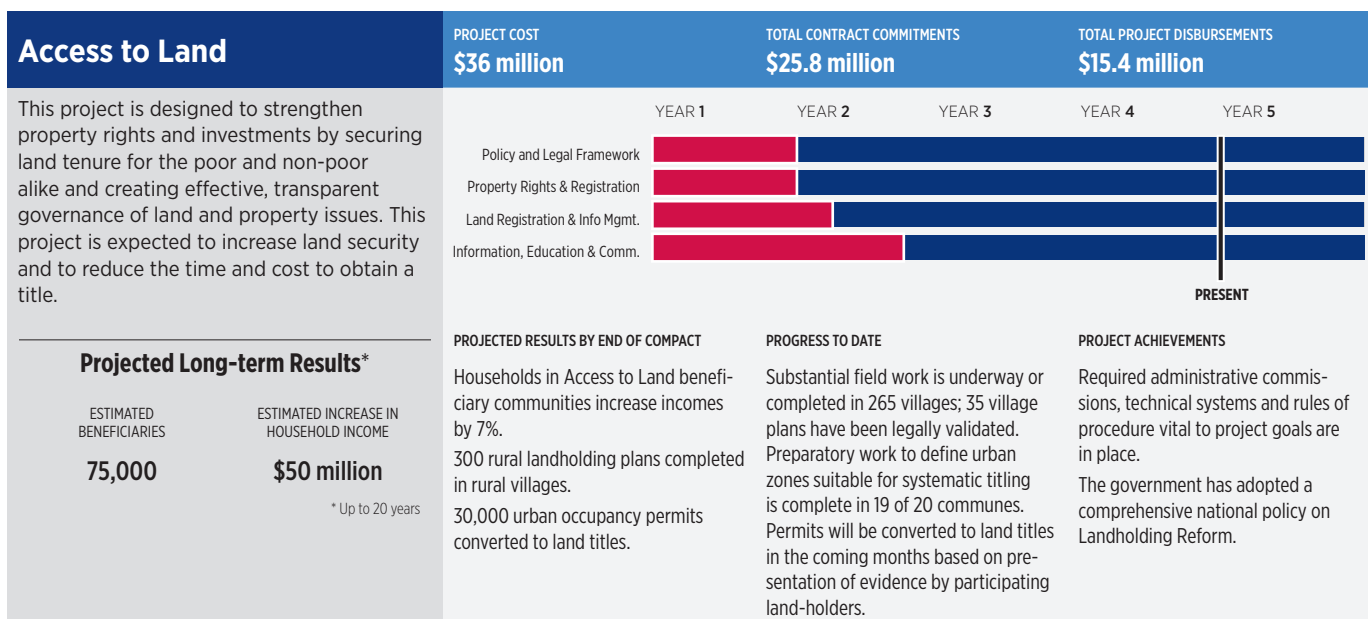 Access to Land
PROJECT COST
$36 million
TOTAL CONTRACT COMMITMENTS
$25.8 million
TOTAL PROJECT DISBURSEMENTS
$15.4 million
This project is designed to strengthen
property rights and investments by securing
land tenure for the poor and non-poor
alike and creating effective, transparent
governance of land and property issues. This
project is expected to increase land security
and to reduce the time and cost to obtain a
title.
Projected Long-term Results*
ESTIMATED
BENEFICIARIES
75,000
ESTIMATED INCREASE IN
HOUSEHOLD INCOME
$50 million
* Up to 20 years
YEAR 1 YEAR 2 YEAR 3 YEAR 4 YEAR 5
Policy and Legal Framework
Property Rights & Registration
Land Registration & Info Mgmt.
Information, Education & Comm.
PRESENT
PROJECTED RESULTS BY END OF COMPACT
Households in Access to Land benefi-
ciary communities increase incomes
by 7%.
300 rural landholding plans completed
in rural villages.
30,000 urban occupancy permits
converted to land titles.
PROGRESS TO DATE
Substantial field work is underway or
completed in 265 villages; 35 village
plans have been legally validated.
Preparatory work to define urban
zones suitable for systematic titling
is complete in 19 of 20 communes.
Permits will be converted to land titles
in the coming months based on pre-
sentation of evidence by participating
land-holders.
PROJECT ACHIEVEMENTS
Required administrative commis-
sions, technical systems and rules of
procedure vital to project goals are
in place.
The government has adopted a
comprehensive national policy on
Landholding Reform.